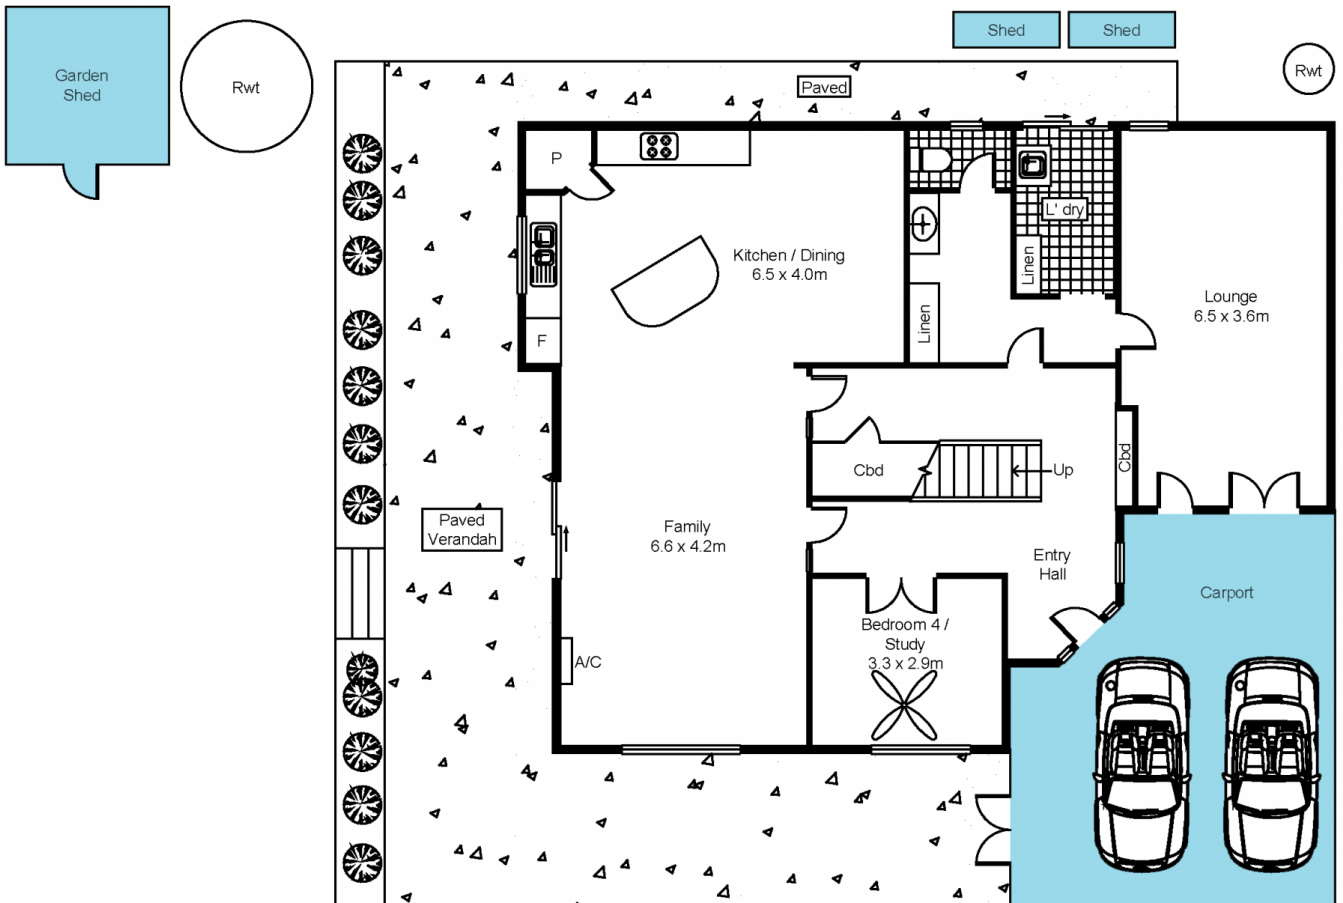 Shed
Shed
Garden
Shed
Rwt
Rwt
Paved
P
L' dry
Kitchen / Dining
6.5 x 4.0m
Linen
Lounge
6.5 x 3.6m
Linen
F
Cbd
Up
Cbd
Paved
Verandah
Family
6.6 x 4.2m
Entry
Hall
Carport
Bedroom 4 /
Study
3.3 x 2.9m
A/C